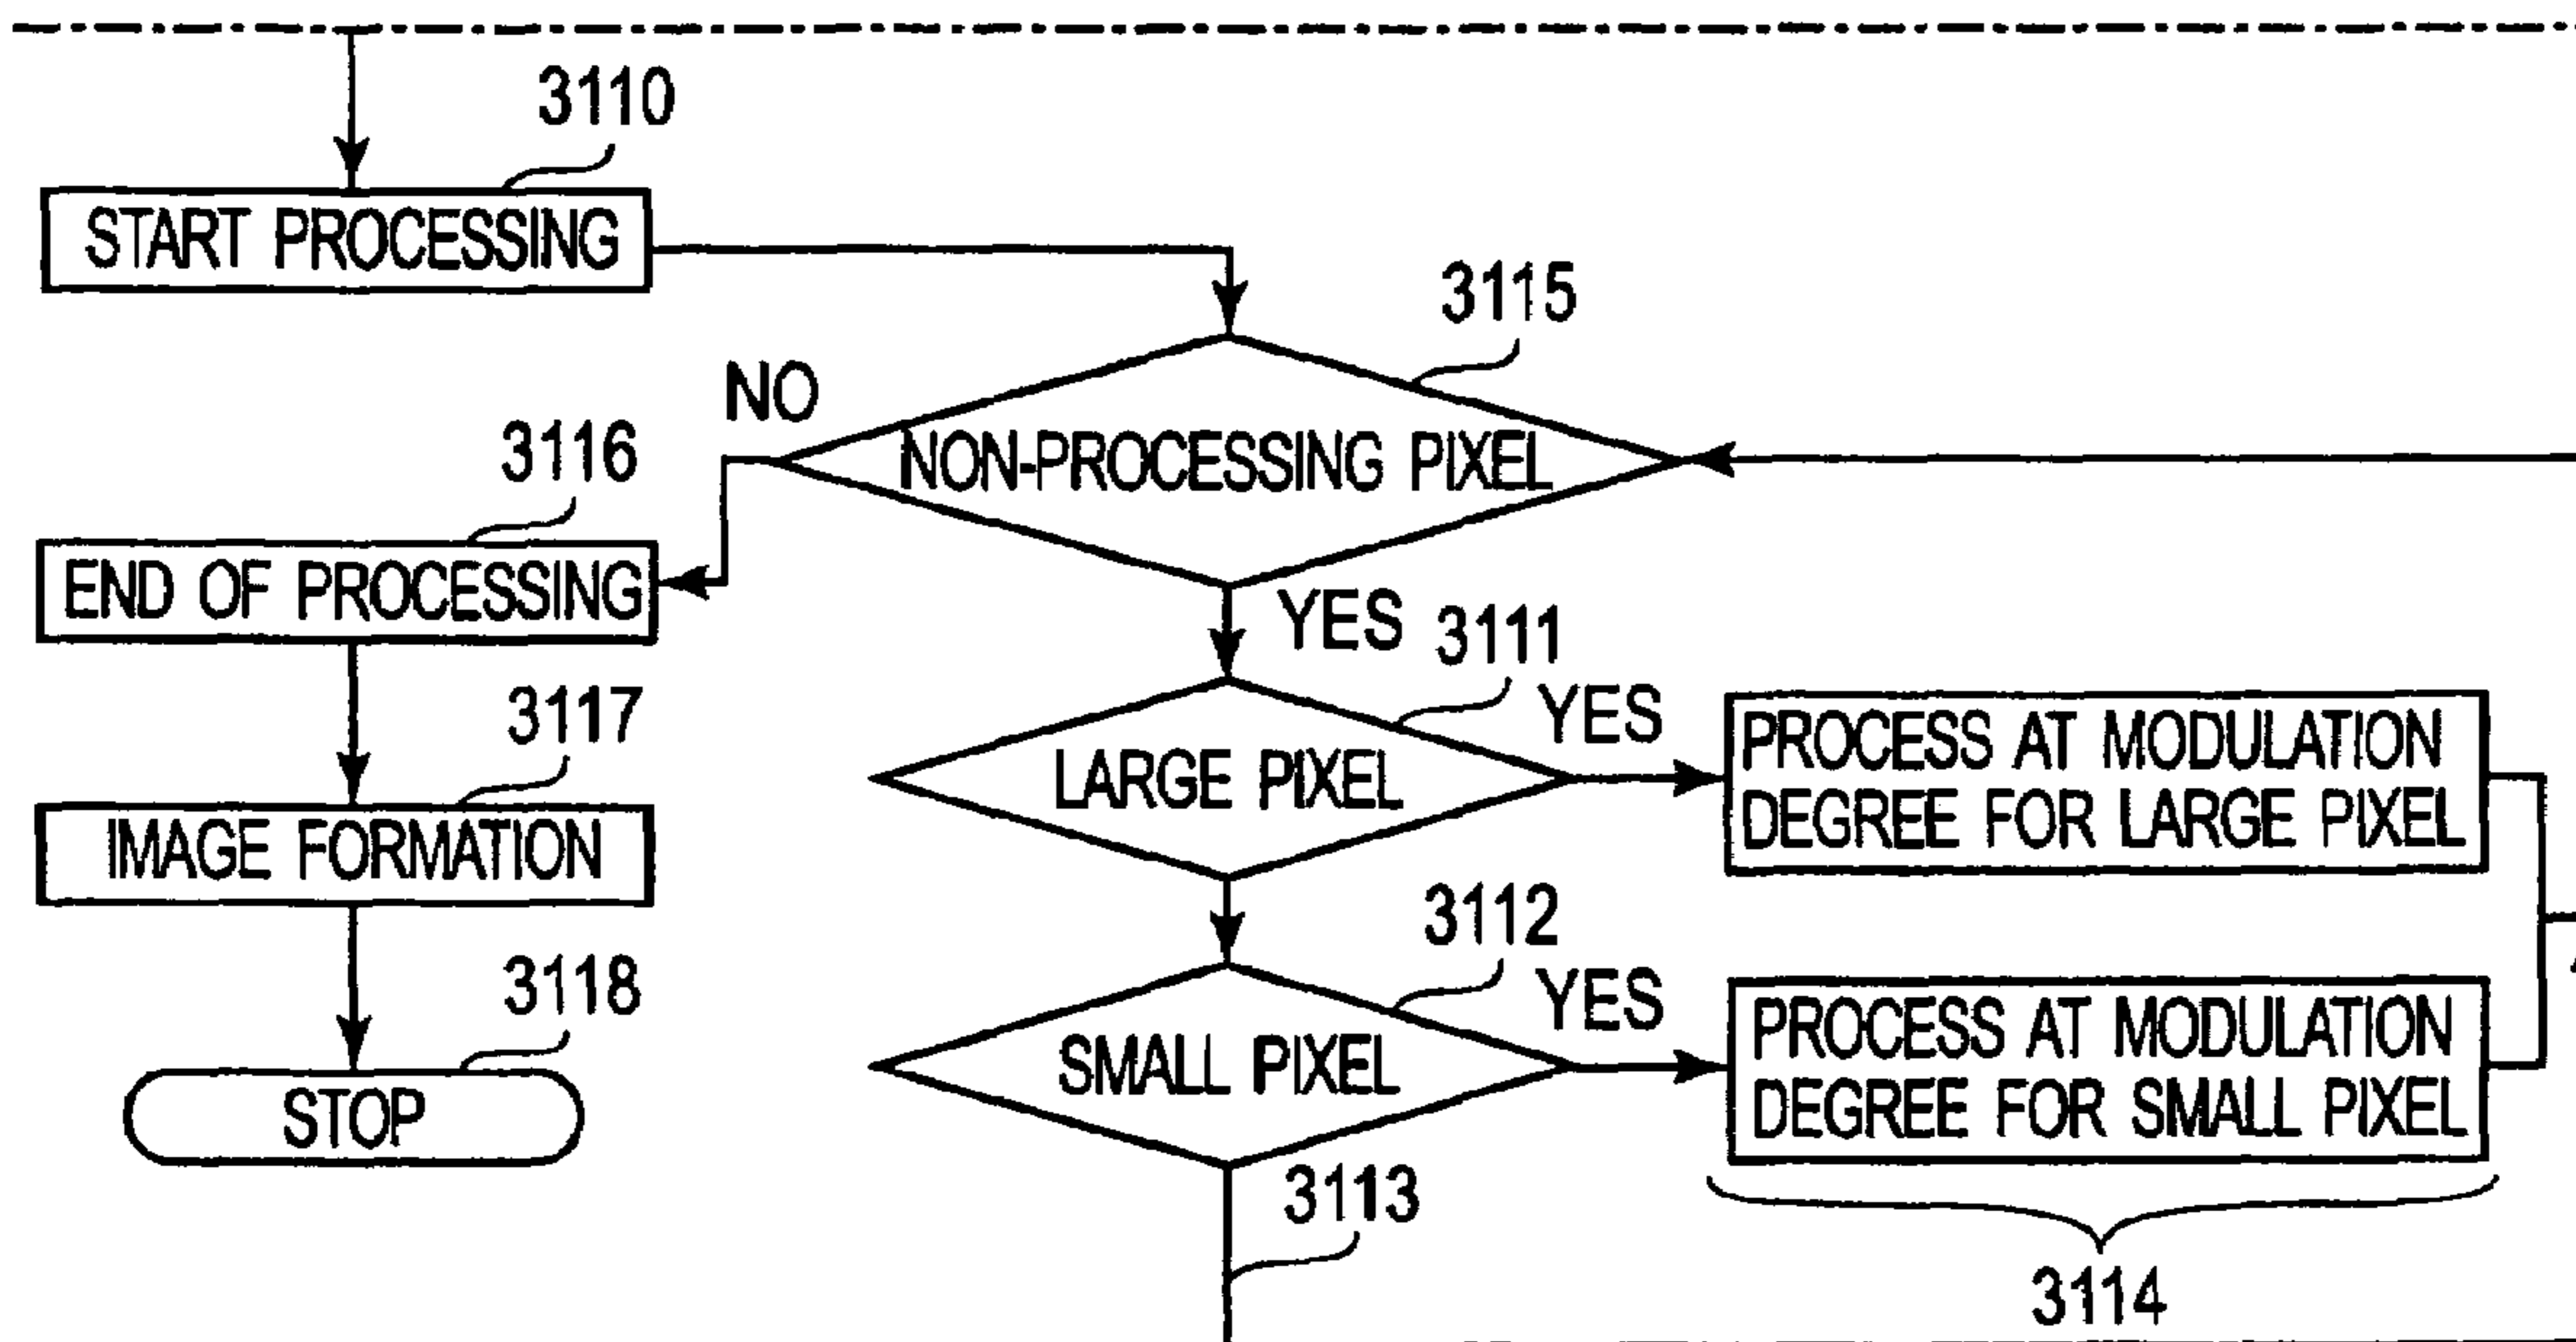 3110
START PROCESSING
3115
NON-PROCESSING PIXEL
NO
3116
END OF PROCESSING
YES
3111
LARGE PIXEL
YES
PROCESS AT MODULATION
DEGREE FOR LARGE PIXEL
3117
IMAGE FORMATION
3112
SMALL PIXEL
YES
PROCESS AT MODULATION
DEGREE FOR SMALL PIXEL
3118
STOP
3113
3114